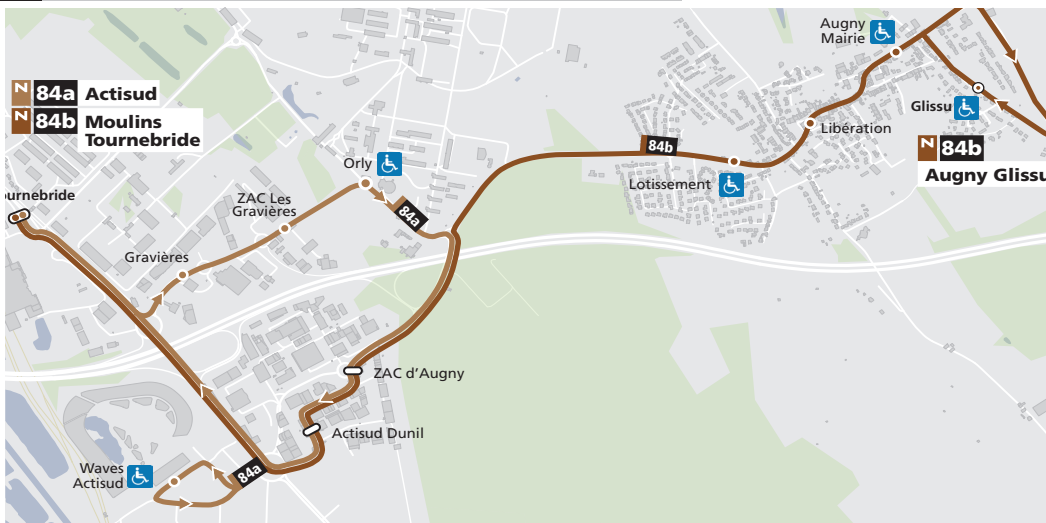 Augny
Mairie
N 84a Actisud
N 84b Moulins
Tournebride
Glissu
Libération
84b
N 84b
Orly
Lotissement
Augny Glissu
ournebride
ZAC Les
Gravières
84a
Gravières
ZAC d'Augny
Actisud Dunil
Waves
Actisud
84a